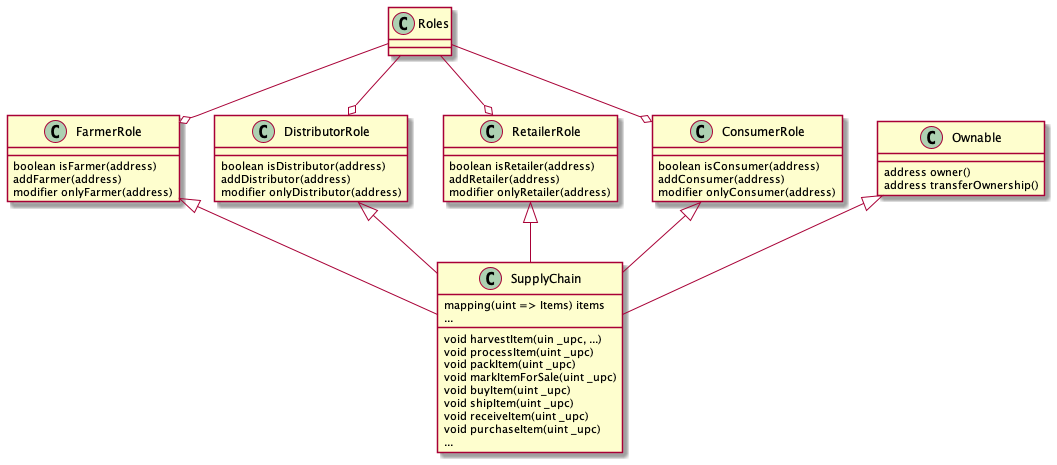 C Roles
C FarmerRole
boolean isFarmer(address)
addFarmer(address)
modifier onlyFarmer(address)
C DistributorRole
boolean isDistributor(address)
addDistributor(address)
modifier onlyDistributor(address)
C RetailerRole
boolean isRetailer(address)
addRetailer(address)
modifier onlyRetailer(address)
C ConsumerRole
boolean isConsumer(address)
addConsumer(address)
modifier onlyConsumer(address)
C Ownable
address owner()
address transferOwnership()
C SupplyChain
mapping(uint => Items) items
...
void harvestItem(uin _upc, ...)
void processItem(uint _upc)
void packItem(uint _upc)
void markItemForSale(uint _upc)
void buyItem(uint _upc)
void shipItem(uint _upc)
void receiveItem(uint _upc)
void purchaseItem(uint _upc)
...